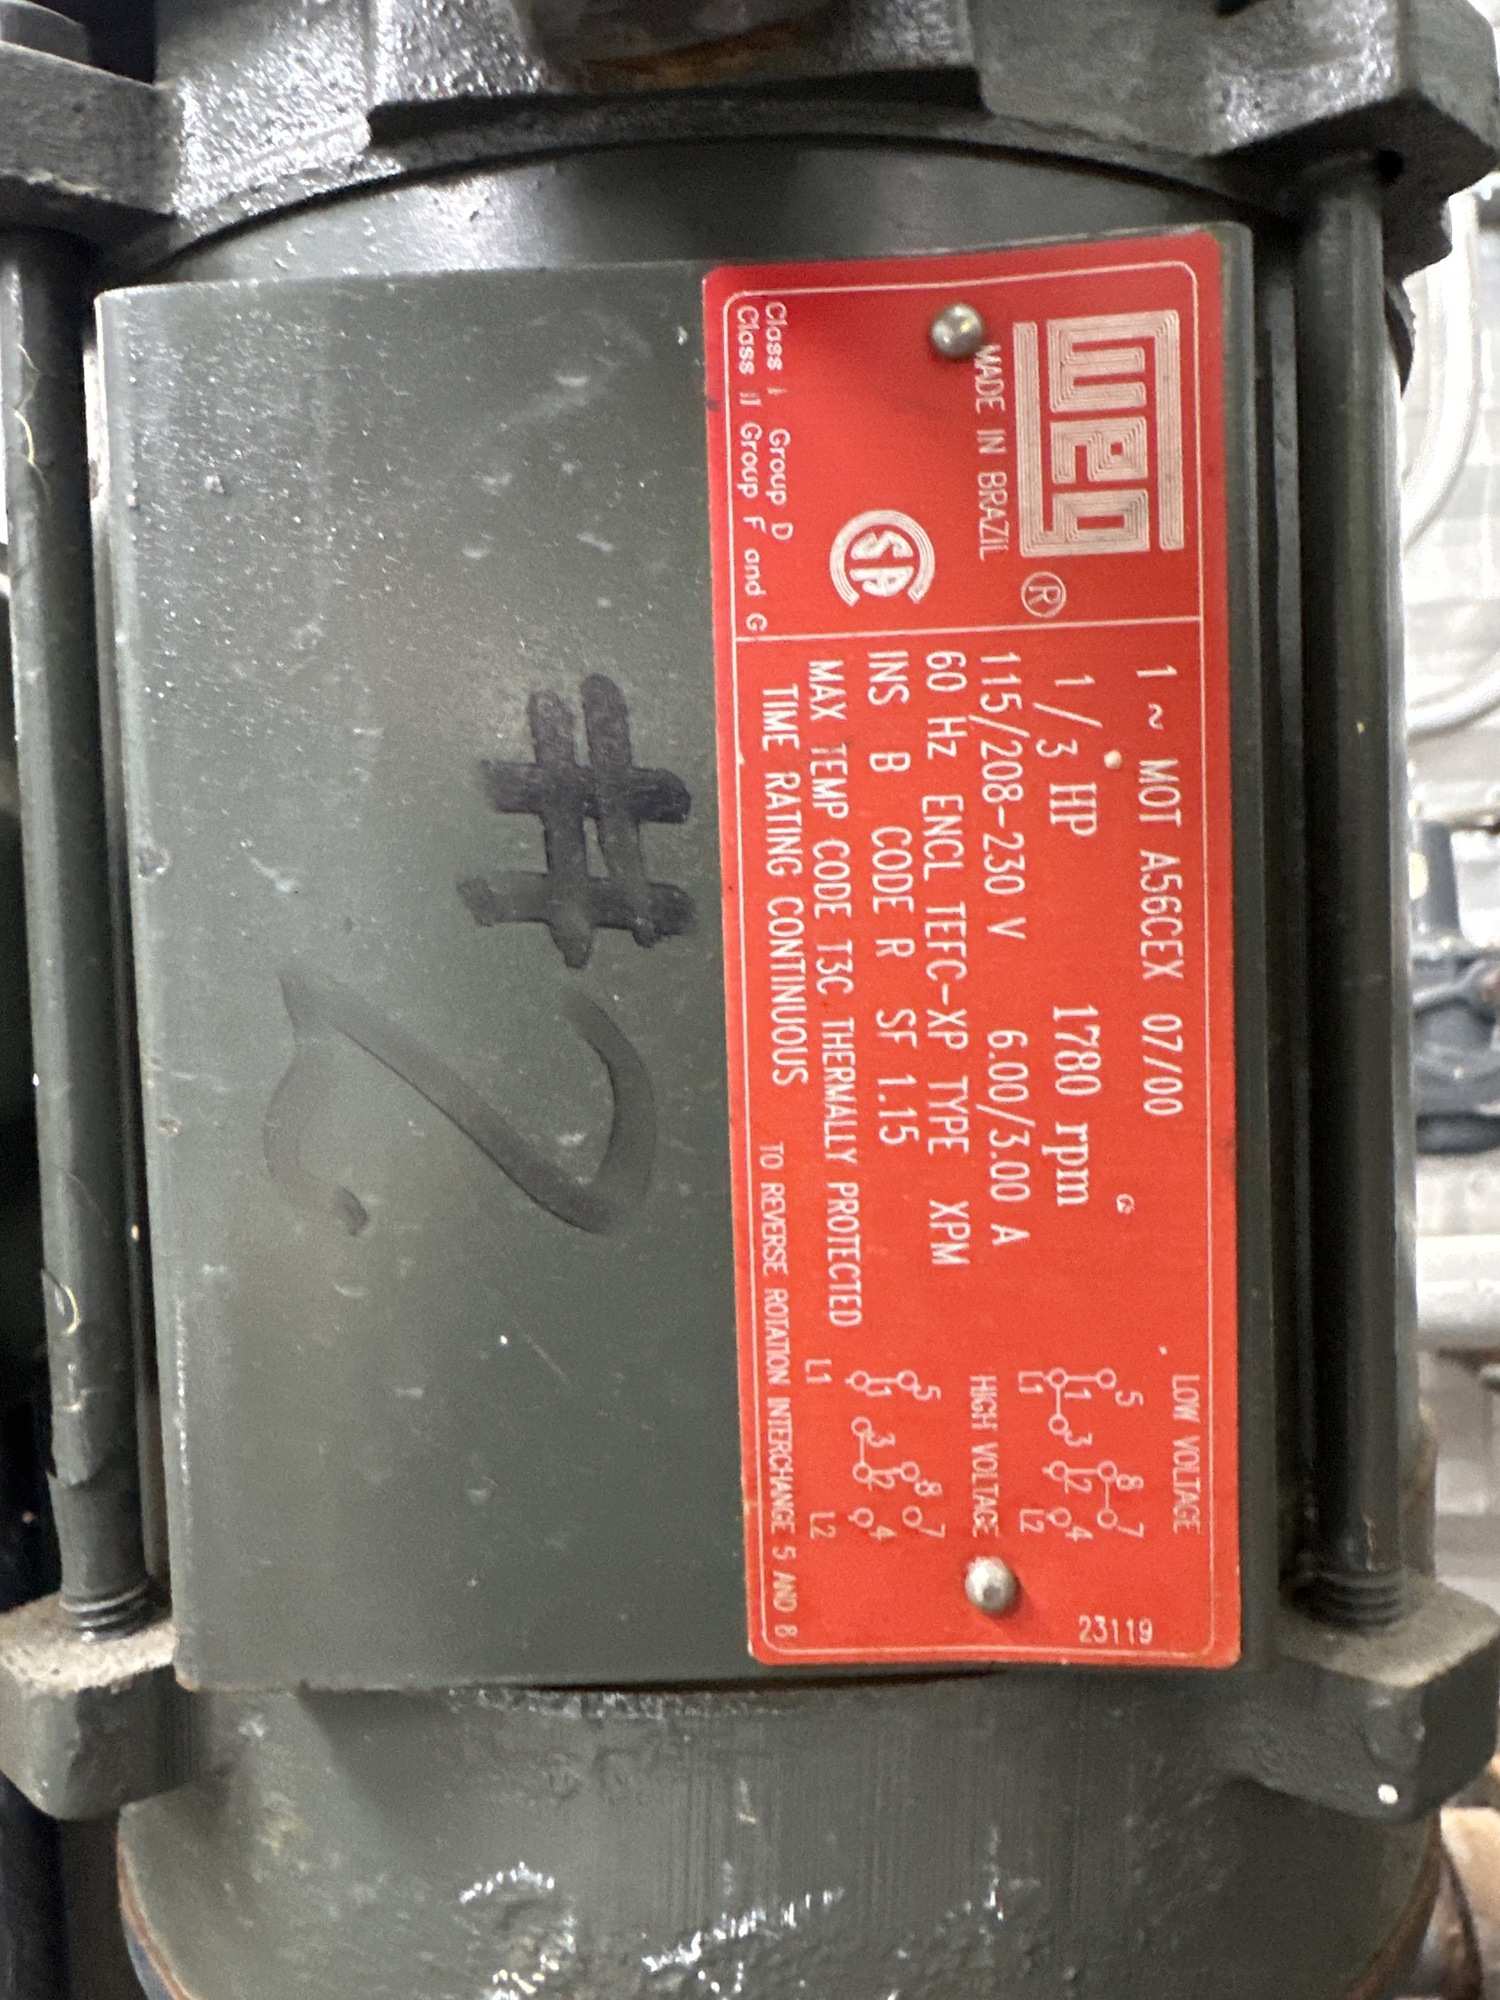 weg
®
MADE IN BRAZIL
SA
Class I Group D
Class II Group F and G
1~ MOT A56CEX 07/00
1/3 HP 1780 rpm
115/208-230 V 6.00/3.00 A
60 Hz ENCL TEFC-XP TYPE XPM
INS B CODE R SF 1.15
MAX TEMP CODE T3C THERMALLY PROTECTED
TIME RATING CONTINUOUS
LOW VOLTAGE
5 8 7
1 3 2 4
L1 L2
HIGH VOLTAGE
5 8 7
1 3 2 4
L1 L2
TO REVERSE ROTATION INTERCHANGE 5 AND 8
23119
#2